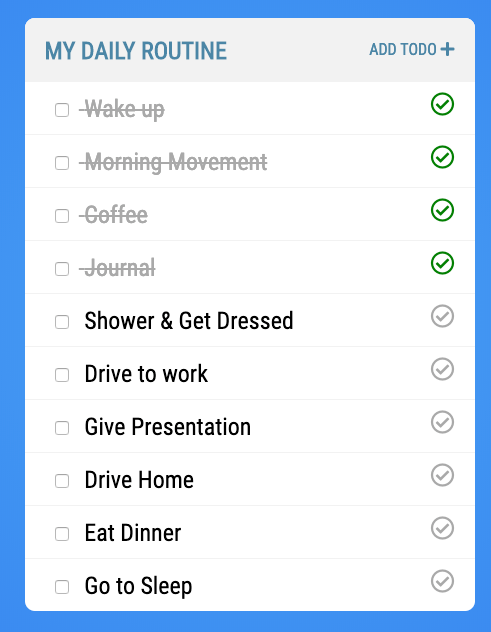 MY DAILY ROUTINE
ADD TODO +
Wake up
Morning Movement
Coffee
Journal
Shower & Get Dressed
Drive to work
Give Presentation
Drive Home
Eat Dinner
Go to Sleep